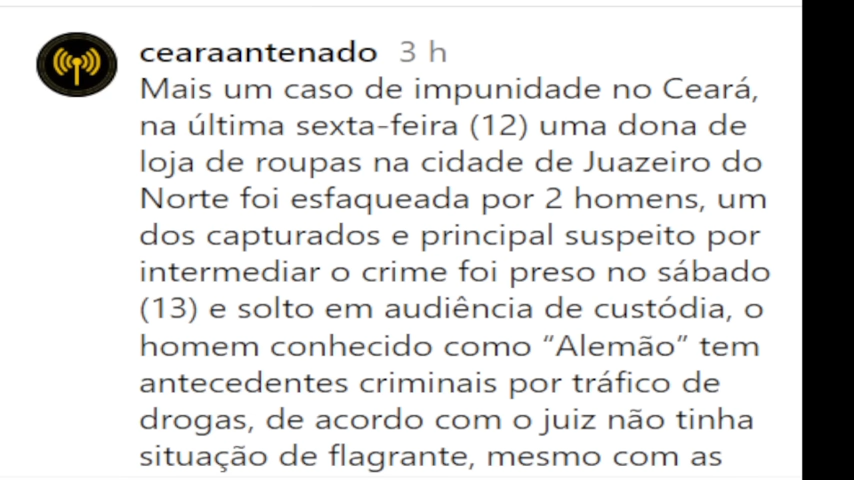 cearaantenado 3 h
Mais um caso de impunidade no Ceará,
na última sexta-feira (12) uma dona de
loja de roupas na cidade de Juazeiro do
Norte foi esfaqueada por 2 homens, um
dos capturados e principal suspeito por
intermediar o crime foi preso no sábado
(13) e solto em audiência de custódia, o
homem conhecido como “Alemão” tem
antecedentes criminais por tráfico de
drogas, de acordo com o juiz não tinha
situação de flagrante, mesmo com as